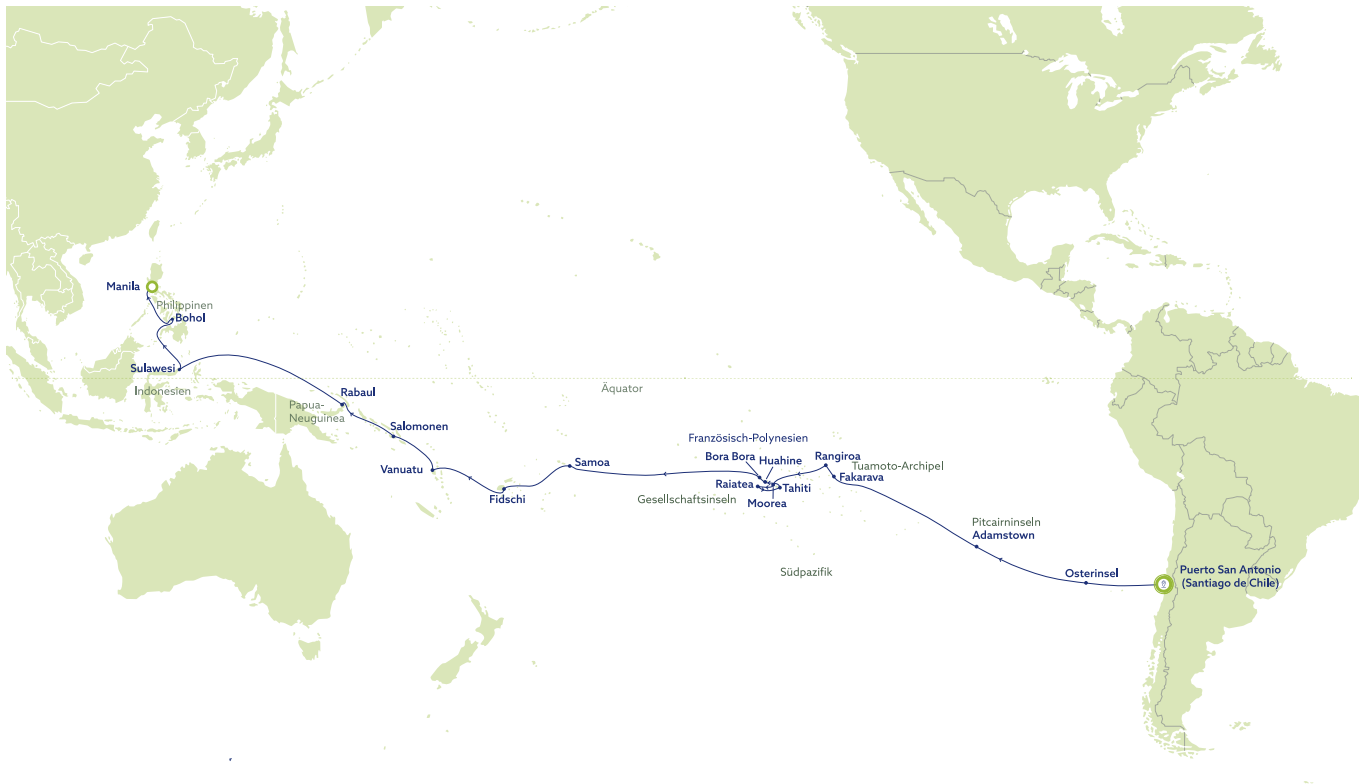 Manila
Philippinen
Bohol
Sulawesi
Indonesien
Äquator
Rabaul
Papua-
Neuguinea
Salomonen
Vanuatu
Fidschi
Samoa
Französisch-Polynesien
Bora Bora
Huahine
Raiatea
Tahiti
Moorea
Gesellschaftsinseln
Rangiroa
Tuamoto-Archipel
Fakarava
Südpazifik
Pitcairninseln
Adamstown
Osterinsel
Puerto San Antonio
(Santiago de Chile)